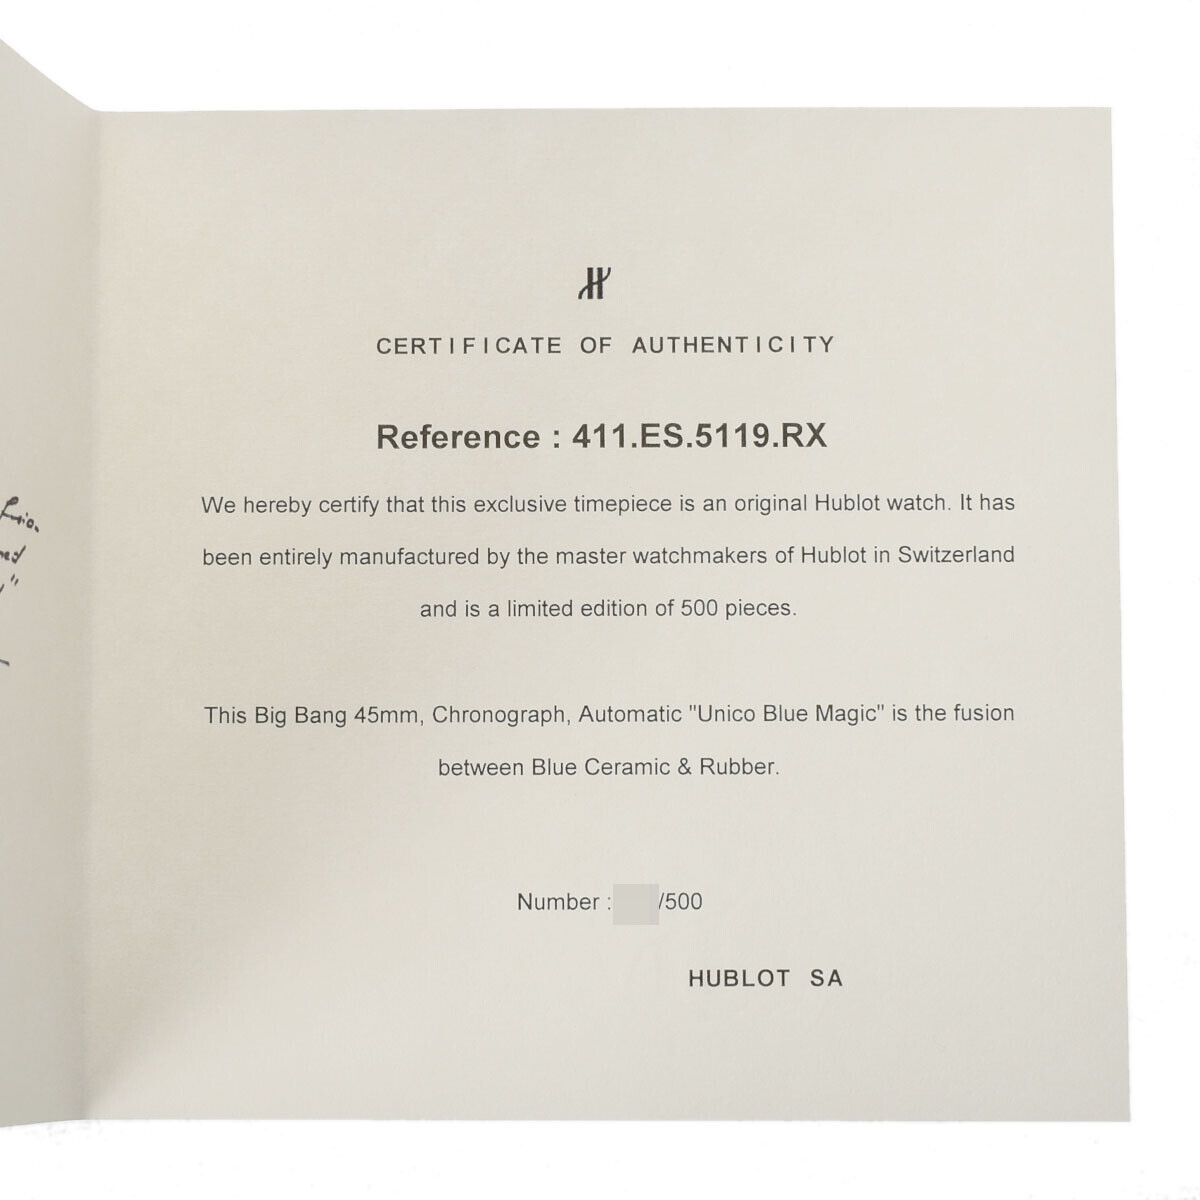 CERTIFICATE OF AUTHENTICITY
Reference : 411.ES.5119.RX
We hereby certify that this exclusive timepiece is an original Hublot watch. It has
been entirely manufactured by the master watchmakers of Hublot in Switzerland
and is a limited edition of 500 pieces.
This Big Bang 45mm, Chronograph, Automatic "Unico Blue Magic" is the fusion
between Blue Ceramic & Rubber.
Number : /500
HUBLOT SA